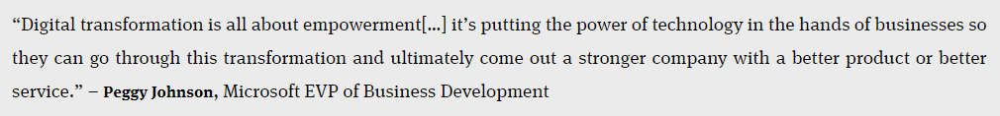 “Digital transformation is all about empowerment[...] it’s putting the power of technology in the hands of businesses so
they can go through this transformation and ultimately come out a stronger company with a better product or better
service.” – Peggy Johnson, Microsoft EVP of Business Development